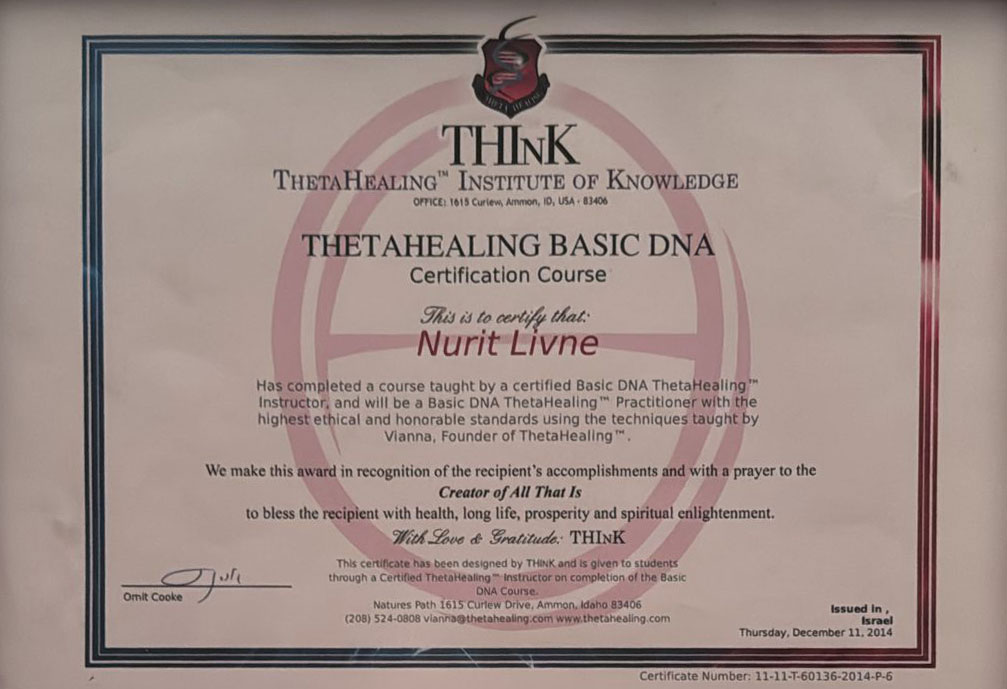 THETA HEALING
THInK
THETAHEALING™ INSTITUTE OF KNOWLEDGE
OFFICE: 1615 Curlew, Ammon, ID, USA - 83406
THETAHEALING BASIC DNA
Certification Course
This is to certify that:
Nurit Livne
Has completed a course taught by a certified Basic DNA ThetaHealing™
Instructor, and will be a Basic DNA ThetaHealing™ Practitioner with the
highest ethical and honorable standards using the techniques taught by
Vianna, Founder of ThetaHealing™.
We make this award in recognition of the recipient's accomplishments and with a prayer to the
Creator of All That Is
to bless the recipient with health, long life, prosperity and spiritual enlightenment.
With Love & Gratitude: THInK
This certificate has been designed by THINK and is given to students
through a Certified ThetaHealing™ Instructor on completion of the Basic
DNA Course.
Natures Path 1615 Curlew Drive, Ammon, Idaho 83406
(208) 524-0808 vianna@thetahealing.com www.thetahealing.com
Omit Cooke
Issued In ,
Israel
Thursday, December 11, 2014
Certificate Number: 11-11-T-60136-2014-P-6